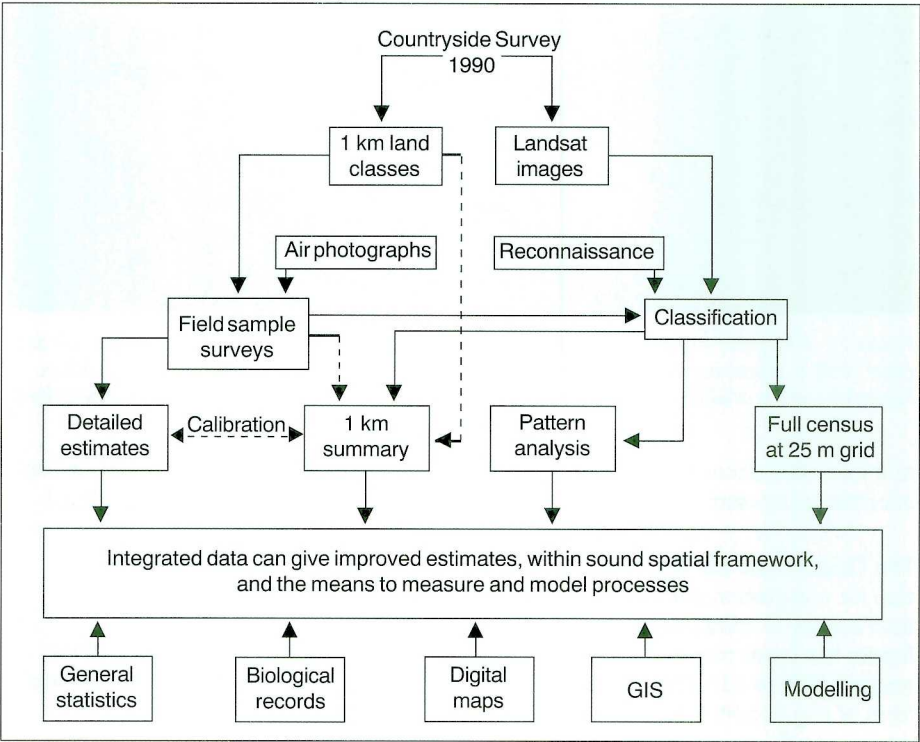 Countryside Survey
1990
1 km land
classes
Landsat
images
Air photographs
Reconnaissance
Field sample
surveys
Classification
Detailed
estimates
Calibration
1 km
summary
Pattern
analysis
Full census
at 25 m grid
Integrated data can give improved estimates, within sound spatial framework,
and the means to measure and model processes
General
statistics
Biological
records
Digital
maps
GIS
Modelling